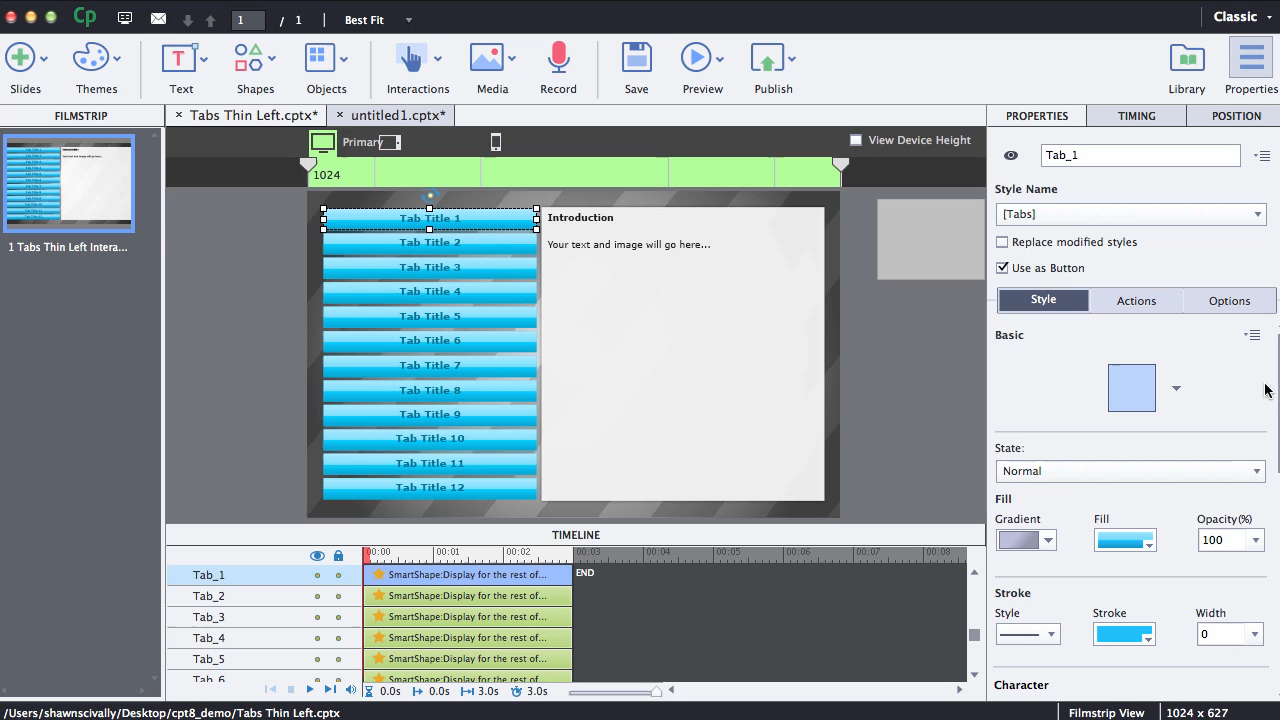 Cp 1 / 1 Best Fit Classic
Slides Themes Text Shapes Objects Interactions Media Record Save Preview Publish Library Properties
FILMSTRIP × Tabs Thin Left.cptx* × untitled1.cptx* PROPERTIES TIMING POSITION
Primary View Device Height
1024
Tab_1
Style Name
[Tabs]
Replace modified styles
Use as Button
Style Actions Options
Basic
State:
Normal
Fill
Gradient Fill Opacity(%)
100
Stroke
Style Stroke Width
0
Character
1 Tabs Thin Left Intera...
Tab Title 1
Tab Title 2
Tab Title 3
Tab Title 4
Tab Title 5
Tab Title 6
Tab Title 7
Tab Title 8
Tab Title 9
Tab Title 10
Tab Title 11
Tab Title 12
Introduction
Your text and image will go here...
TIMELINE
00:00 00:01 00:02 00:03 00:04 00:05 00:06 00:07 00:08
Tab_1 SmartShape:Display for the rest of... END
Tab_2 SmartShape:Display for the rest of...
Tab_3 SmartShape:Display for the rest of...
Tab_4 SmartShape:Display for the rest of...
Tab_5 SmartShape:Display for the rest of...
Tab_6 SmartShape:Display for the rest of...
0.0s 0.0s 3.0s 3.0s
/Users/shawnscivally/Desktop/cpt8_demo/Tabs Thin Left.cptx Filmstrip View 1024 x 627